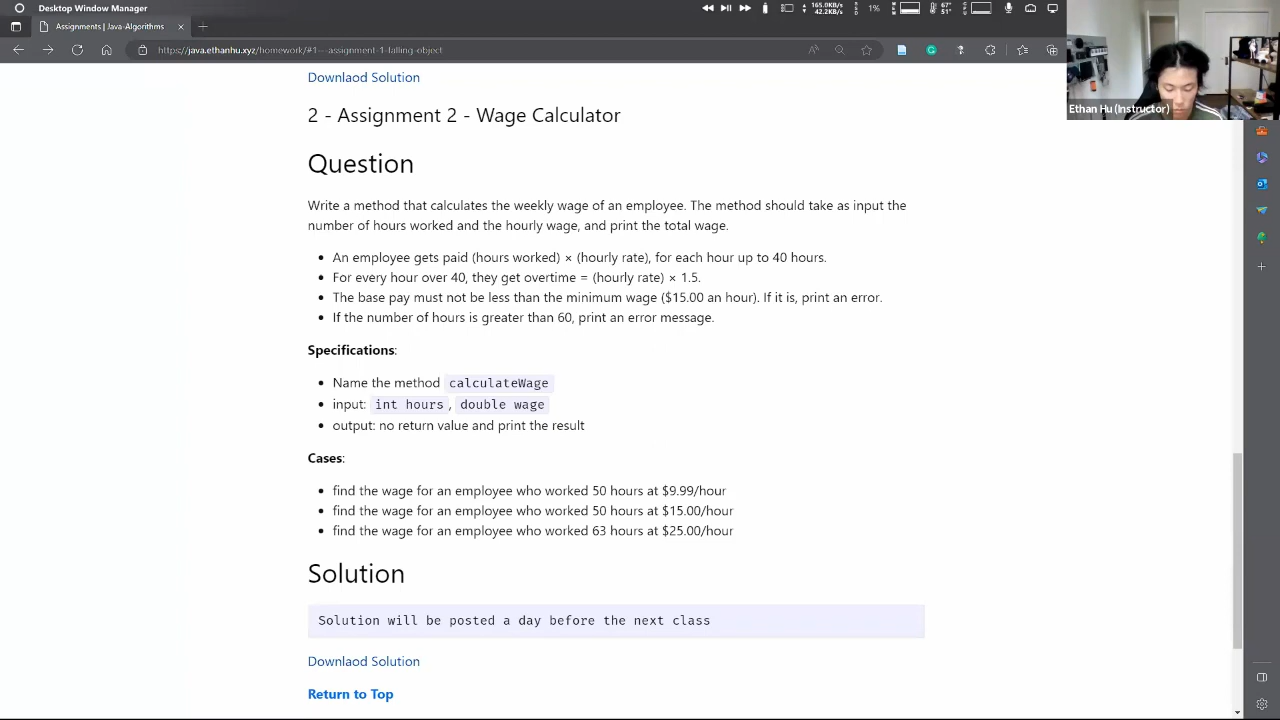 Desktop Window Manager
165.0KB/s
42.2KB/s
1%
51°
Assignments | Java-Algorithms
https://java.ethanhu.xyz/homework/#1---assignment-1-falling-object
Ethan Hu (Instructor)
Downlaod Solution
2 - Assignment 2 - Wage Calculator
Question
Write a method that calculates the weekly wage of an employee. The method should take as input the
number of hours worked and the hourly wage, and print the total wage.
• An employee gets paid (hours worked) × (hourly rate), for each hour up to 40 hours.
• For every hour over 40, they get overtime = (hourly rate) × 1.5.
• The base pay must not be less than the minimum wage ($15.00 an hour). If it is, print an error.
• If the number of hours is greater than 60, print an error message.
Specifications:
• Name the method calculateWage
• input: int hours, double wage
• output: no return value and print the result
Cases:
• find the wage for an employee who worked 50 hours at $9.99/hour
• find the wage for an employee who worked 50 hours at $15.00/hour
• find the wage for an employee who worked 63 hours at $25.00/hour
Solution
Solution will be posted a day before the next class
Downlaod Solution
Return to Top